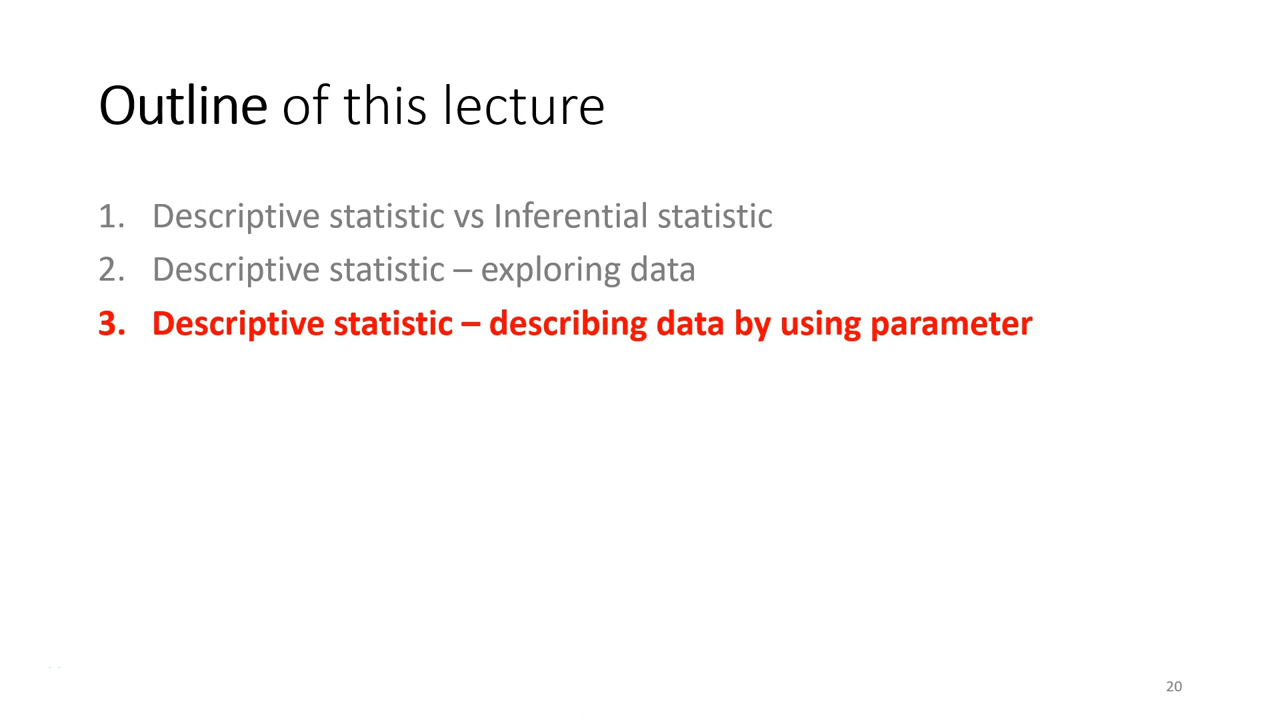 Outline of this lecture
1. Descriptive statistic vs Inferential statistic
2. Descriptive statistic – exploring data
3. Descriptive statistic – describing data by using parameter
20